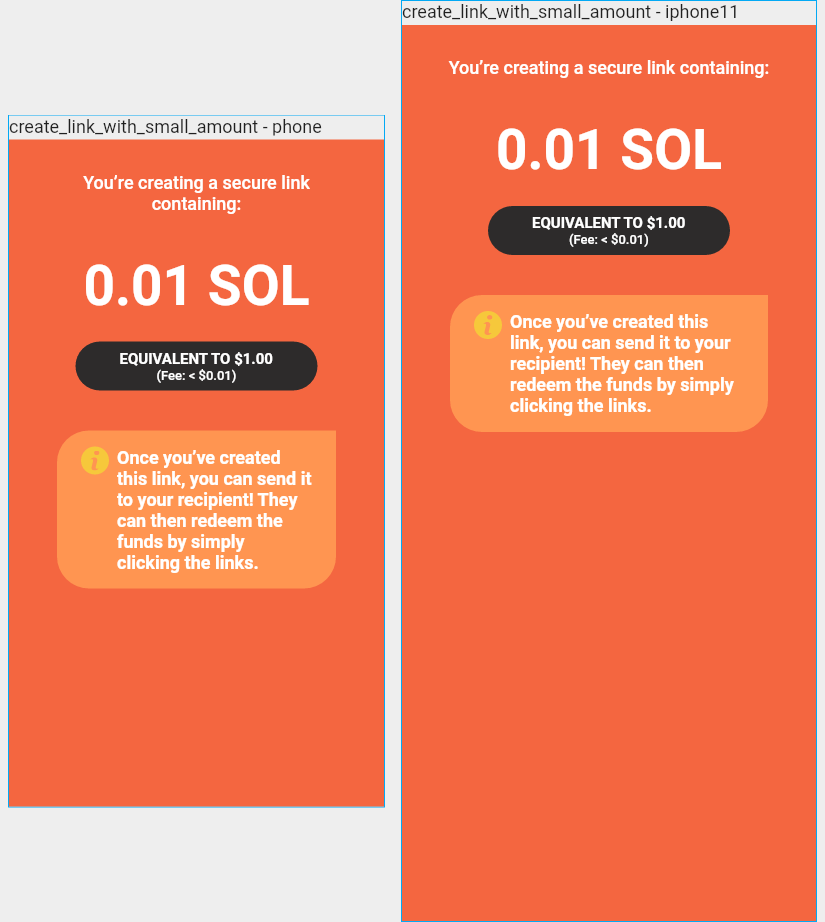 create_link_with_small_amount - phone
You’re creating a secure link
containing:
0.01 SOL
EQUIVALENT TO $1.00
(Fee: < $0.01)
i
Once you’ve created
this link, you can send it
to your recipient! They
can then redeem the
funds by simply
clicking the links.
create_link_with_small_amount - iphone11
You’re creating a secure link containing:
0.01 SOL
EQUIVALENT TO $1.00
(Fee: < $0.01)
i
Once you’ve created this
link, you can send it to your
recipient! They can then
redeem the funds by simply
clicking the links.